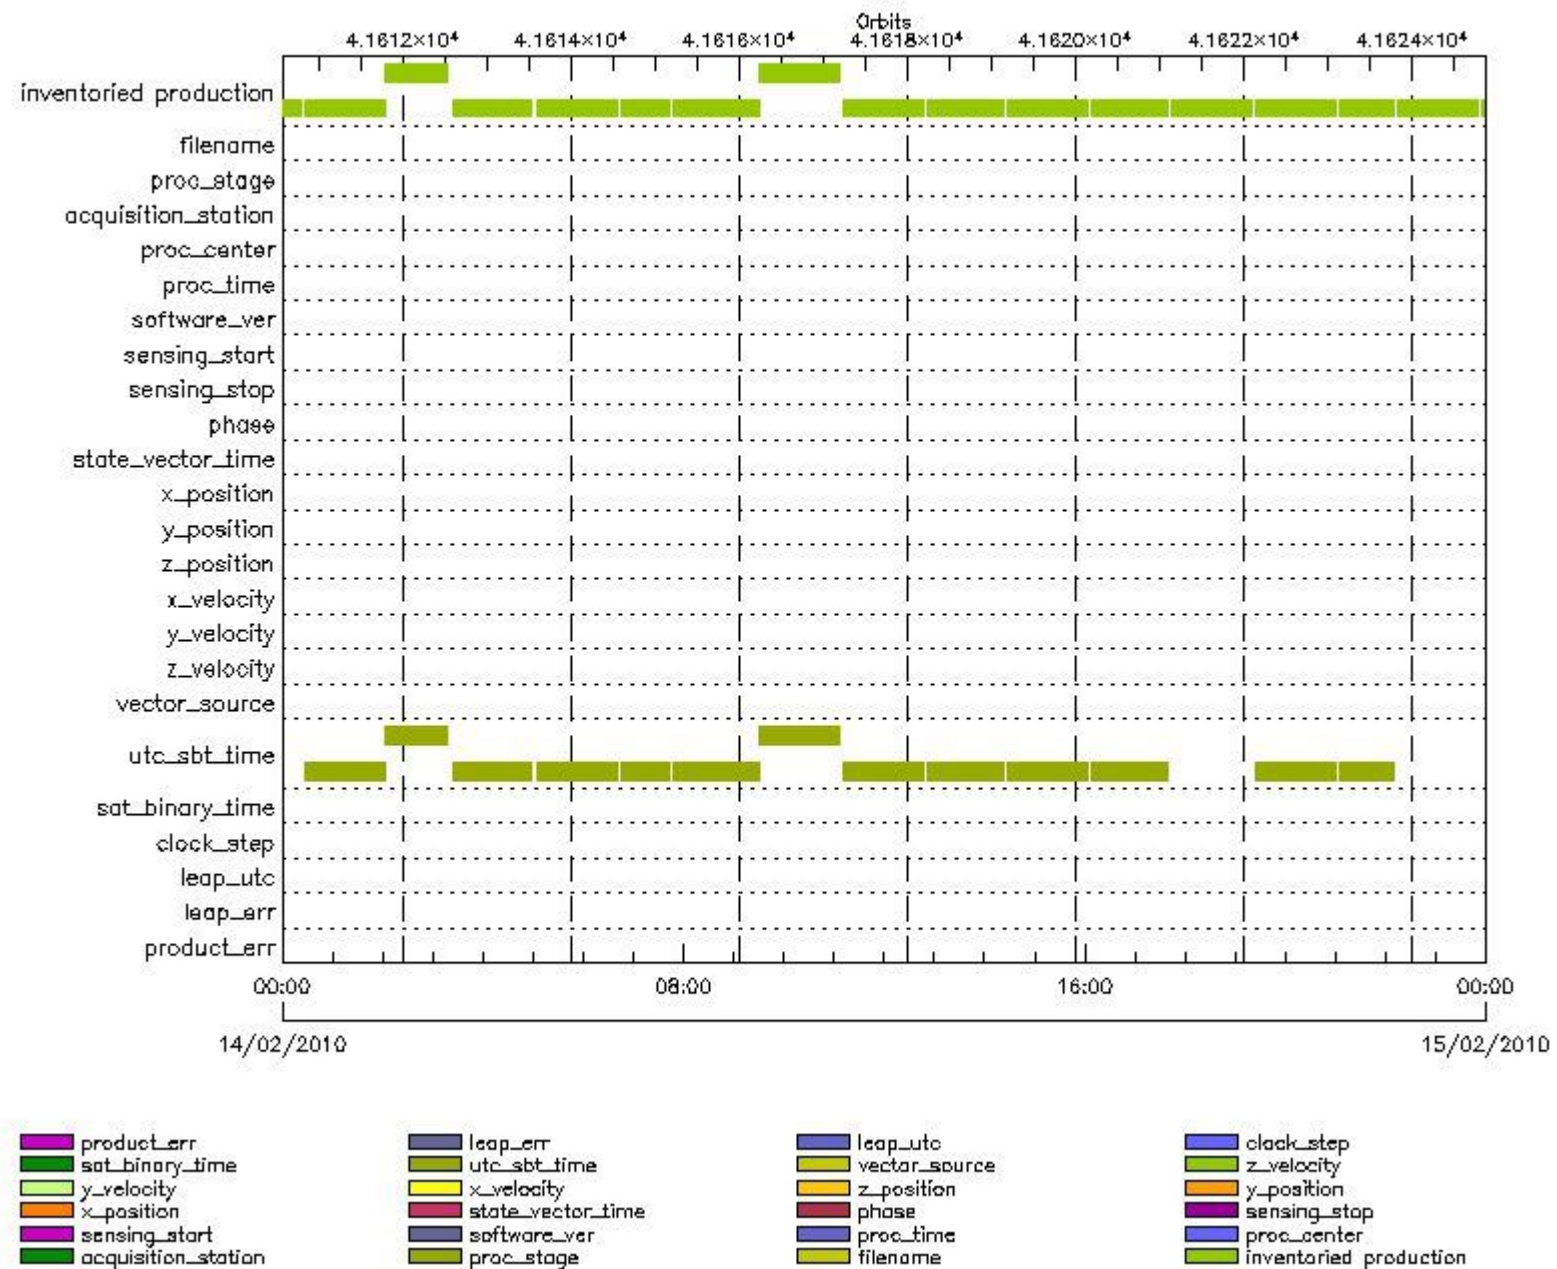 Orbits
4.1612×10⁴ 4.1614×10⁴ 4.1616×10⁴ 4.1618×10⁴ 4.1620×10⁴ 4.1622×10⁴ 4.1624×10⁴
inventoried production
filename
proc_stage
acquisition_station
proc_center
proc_time
software_ver
sensing_start
sensing_stop
phase
state_vector_time
x_position
y_position
z_position
x_velocity
y_velocity
z_velocity
vector_source
utc_sbt_time
sat_binary_time
clock_step
leap_utc
leap_err
product_err
00:00 08:00 16:00 00:00
14/02/2010 15/02/2010
product_err leap_err leap_utc clock_step
sat_binary_time utc_sbt_time vector_source z_velocity
y_velocity x_velocity z_position y_position
x_position state_vector_time phase sensing_stop
sensing_start software_ver proc_time proc_center
acquisition_station proc_stage filename inventoried production